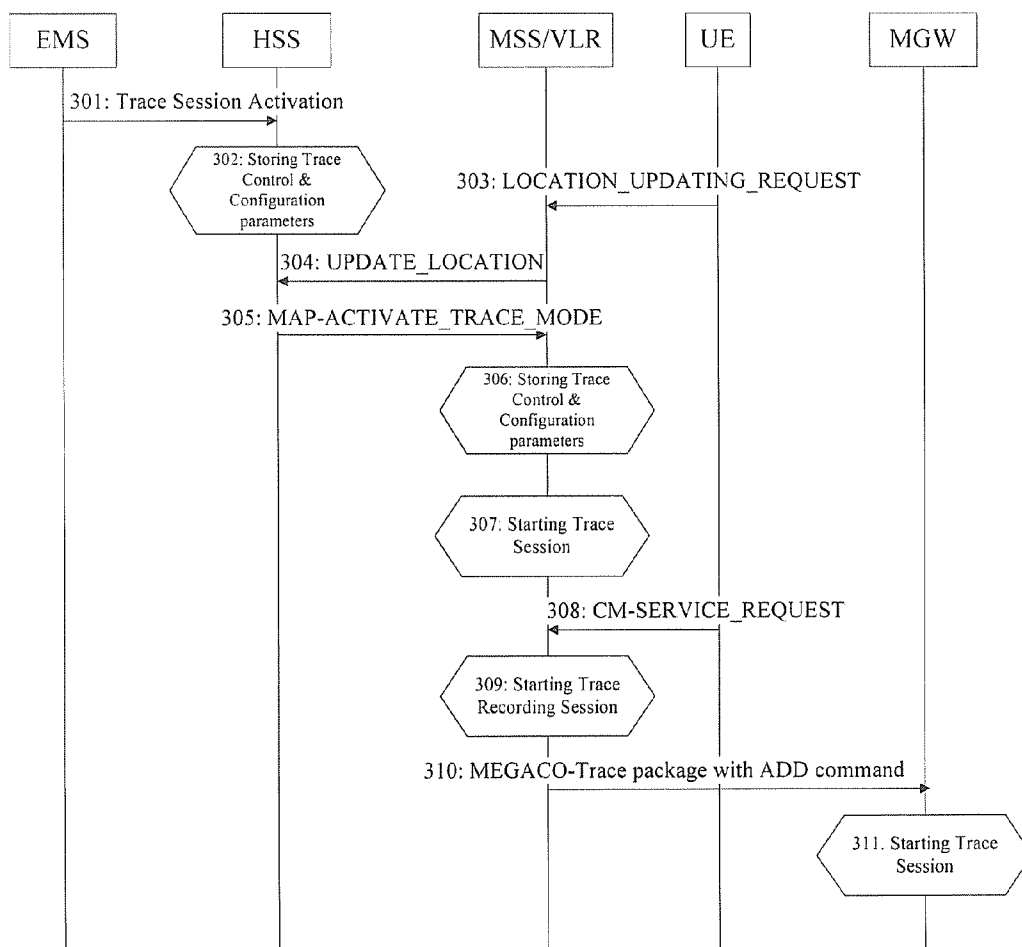 EMS
HSS
MSS/VLR
UE
MGW
301: Trace Session Activation
302: Storing Trace
Control &
Configuration
parameters
303: LOCATION_UPDATING_REQUEST
304: UPDATE_LOCATION
305: MAP-ACTIVATE_TRACE_MODE
306: Storing Trace
Control &
Configuration
parameters
307: Starting Trace
Session
308: CM-SERVICE_REQUEST
309: Starting Trace
Recording Session
310: MEGACO-Trace package with ADD command
311. Starting Trace
Session